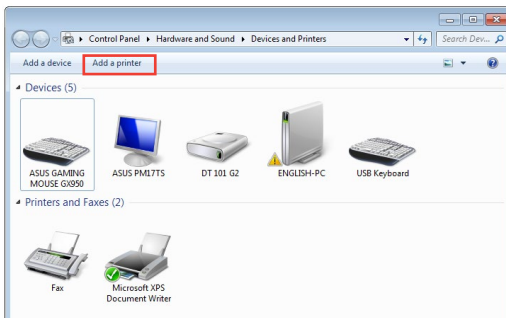 Control Panel ▸ Hardware and Sound ▸ Devices and Printers
Search Dev...
Add a device
Add a printer
Devices (5)
ASUS GAMING
MOUSE GX950
ASUS PM17TS
DT 101 G2
ENGLISH-PC
USB Keyboard
Printers and Faxes (2)
Fax
Microsoft XPS
Document Writer